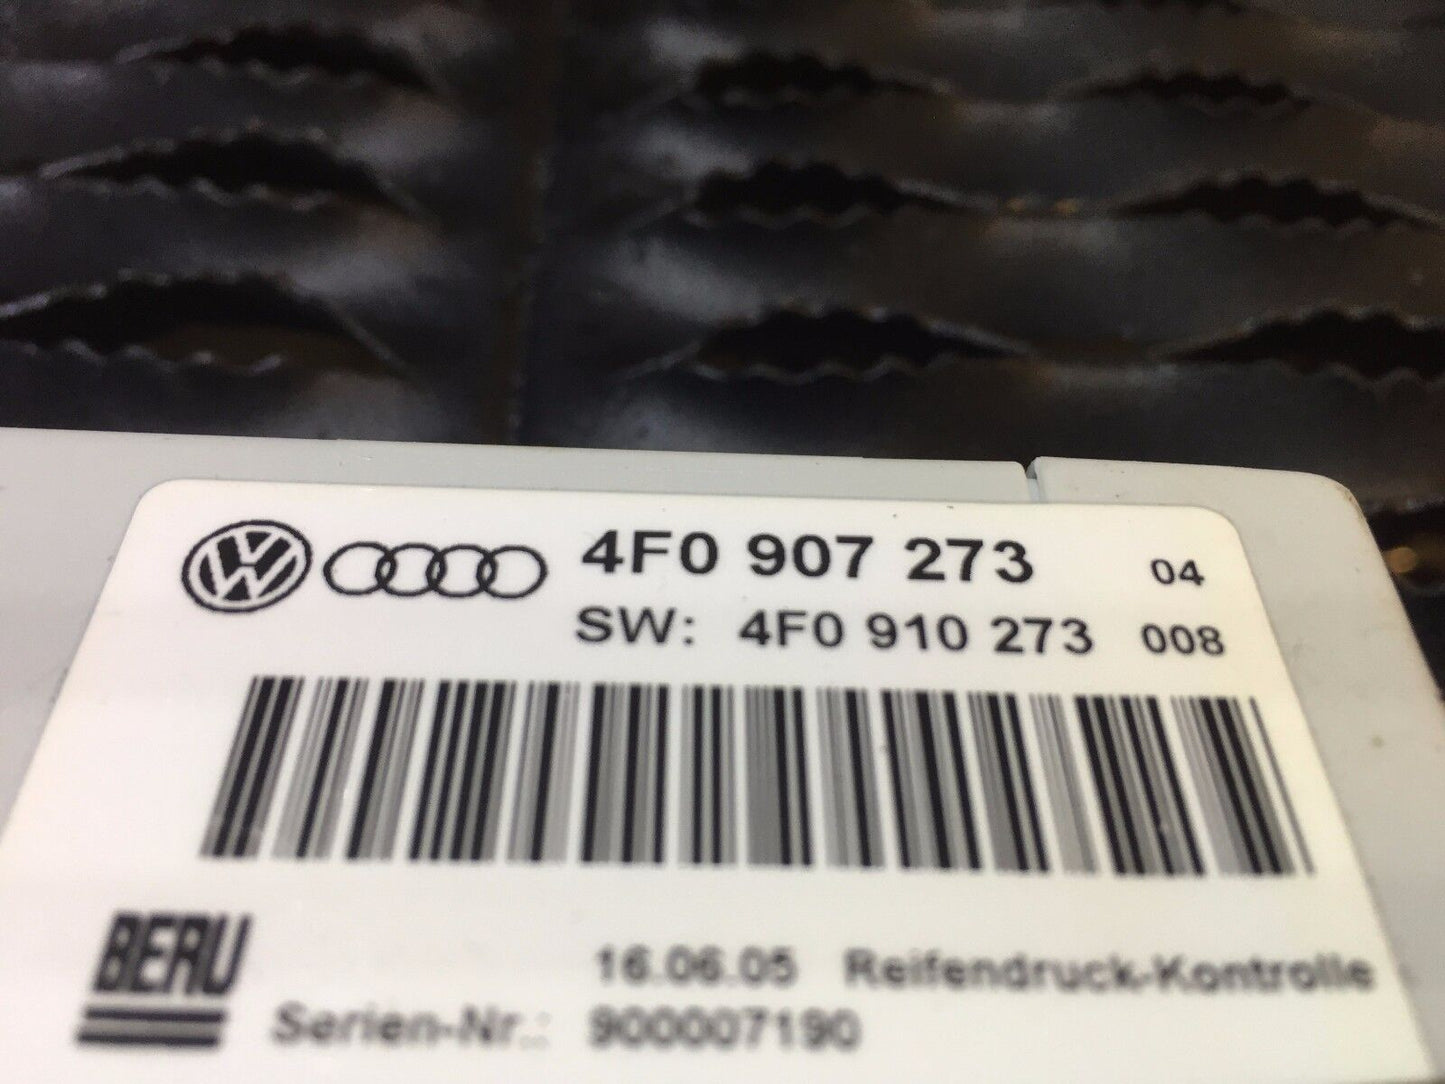 4F0 907 273 04
SW: 4F0 910 273 008
BERU
16.06.05 Reifendruck-Kontrolle
Serien-Nr.: 900007190